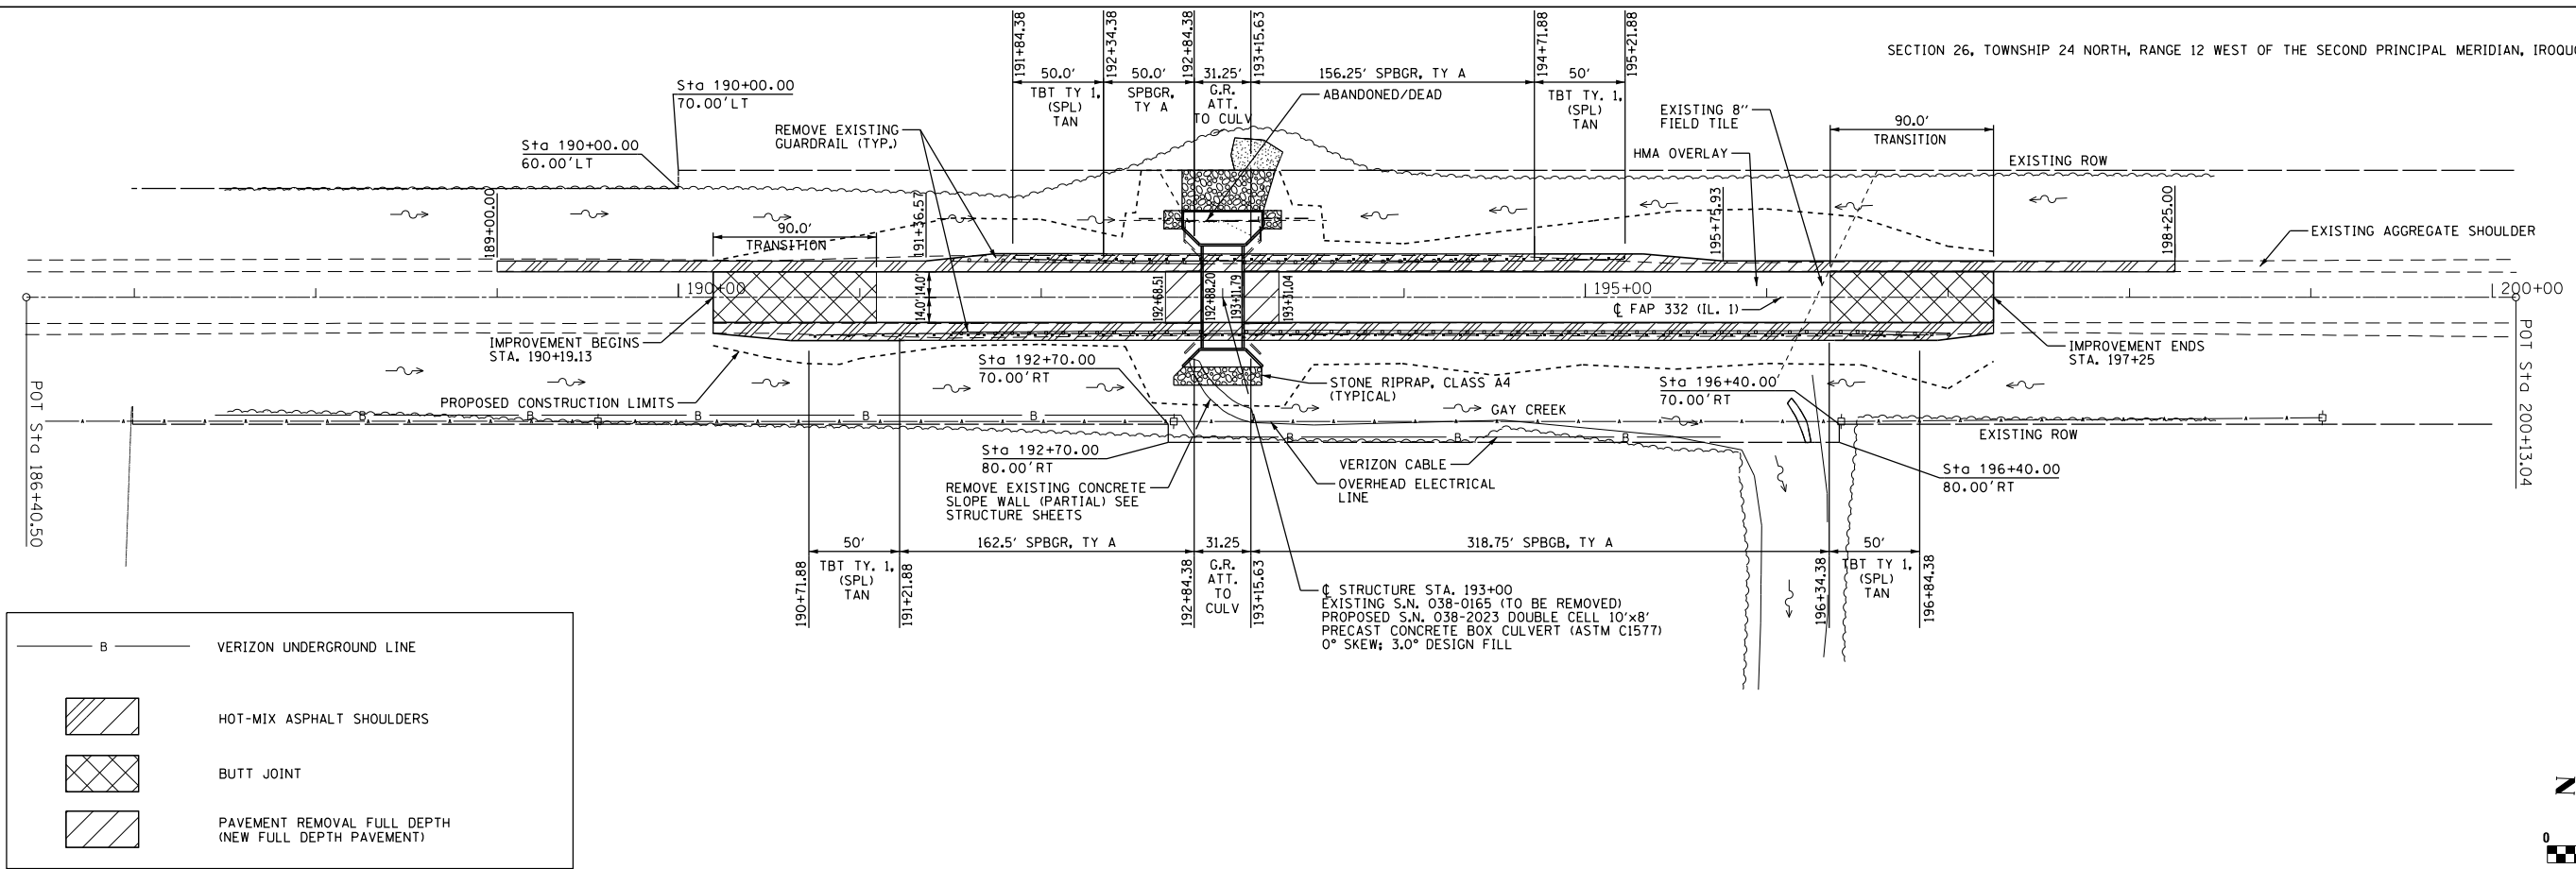 SECTION 26, TOWNSHIP 24 NORTH, RANGE 12 WEST OF THE SECOND PRINCIPAL MERIDIAN,
191+84.38
192+34.38
192+84.38
193+15.63
194+71.88
195+21.88
50.0'
TBT TY 1,
(SPL)
TAN
50.0'
SPBGR,
TY A
31.25'
G.R.
ATT.
TO CULV
156.25' SPBGR, TY A
50'
TBT TY. 1,
(SPL)
TAN
ABANDONED/DEAD
EXISTING 8''
FIELD TILE
HMA OVERLAY
90.0'
TRANSITION
EXISTING ROW
Sta 190+00.00
70.00'LT
Sta 190+00.00
60.00'LT
REMOVE EXISTING
GUARDRAIL (TYP.)
189+00.00
90.0'
TRANSITION
191+36.57
195+75.93
198+25.00
EXISTING AGGREGATE SHOULDER
190+00
14.0'
14.0'
192+68.51
192+88.20
193+11.79
193+31.04
195+00
200+00
℄ FAP 332 (IL. 1)
IMPROVEMENT BEGINS
STA. 190+19.13
IMPROVEMENT ENDS
STA. 197+25
POT Sta 186+40.50
POT Sta 200+13.04
PROPOSED CONSTRUCTION LIMITS
Sta 192+70.00
70.00'RT
STONE RIPRAP, CLASS A4
(TYPICAL)
Sta 196+40.00
70.00'RT
GAY CREEK
B
B
B
B
B
B
B
B
EXISTING ROW
Sta 192+70.00
80.00'RT
VERIZON CABLE
OVERHEAD ELECTRICAL
LINE
Sta 196+40.00
80.00'RT
REMOVE EXISTING CONCRETE
SLOPE WALL (PARTIAL) SEE
STRUCTURE SHEETS
50'
TBT TY. 1,
(SPL)
TAN
162.5' SPBGR, TY A
31.25
G.R.
ATT.
TO
CULV
318.75' SPBGB, TY A
50'
TBT TY 1,
(SPL)
TAN
190+71.88
191+21.88
192+84.38
193+15.63
196+34.38
196+84.38
℄ STRUCTURE STA. 193+00
EXISTING S.N. 038-0165 (TO BE REMOVED)
PROPOSED S.N. 038-2023 DOUBLE CELL 10'x8'
PRECAST CONCRETE BOX CULVERT (ASTM C1577)
0° SKEW; 3.0° DESIGN FILL
B
VERIZON UNDERGROUND LINE
HOT-MIX ASPHALT SHOULDERS
BUTT JOINT
PAVEMENT REMOVAL FULL DEPTH
(NEW FULL DEPTH PAVEMENT)
N
0